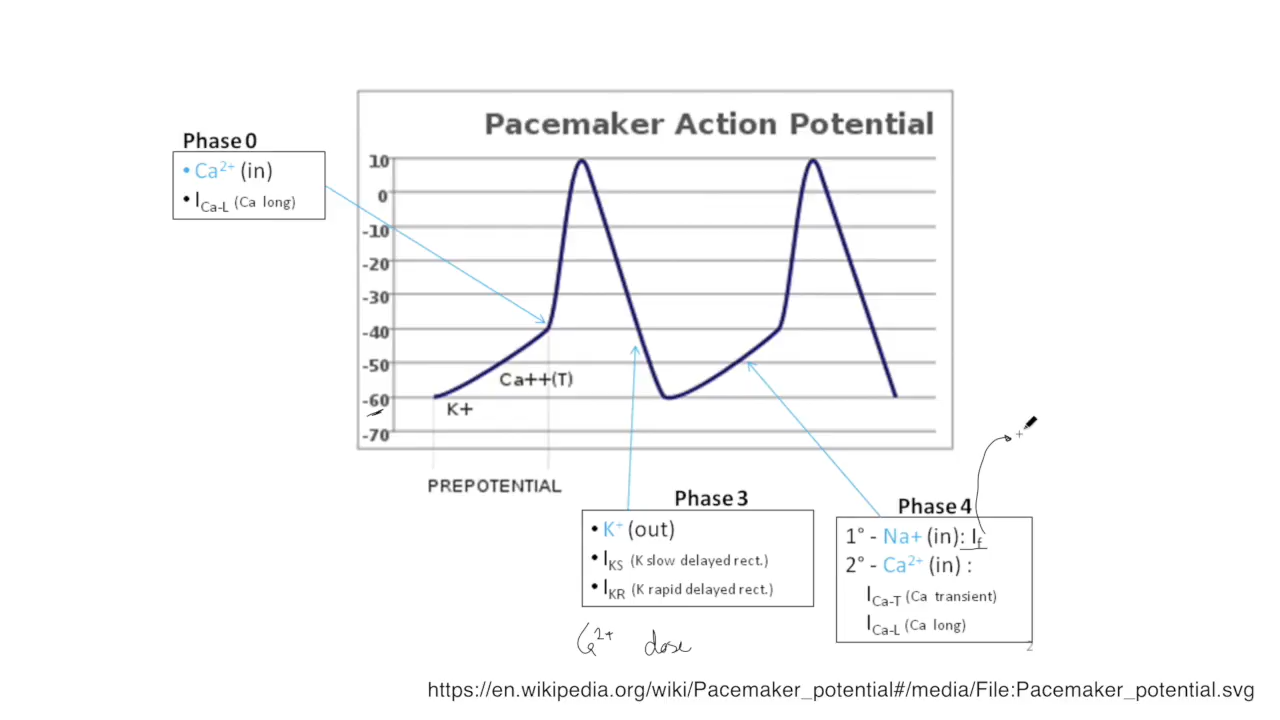 Pacemaker Action Potential
Phase 0
• Ca2+ (in)
• ICa-L (Ca long)
10
0
-10
-20
-30
-40
-50
-60
-70
Ca++(T)
K+
PREPOTENTIAL
Phase 3
• K+ (out)
• IKS (K slow delayed rect.)
• IKR (K rapid delayed rect.)
Phase 4
1° - Na+ (in): If
2° - Ca2+ (in) :
ICa-T (Ca transient)
ICa-L (Ca long)
2
https://en.wikipedia.org/wiki/Pacemaker_potential#/media/File:Pacemaker_potential.svg